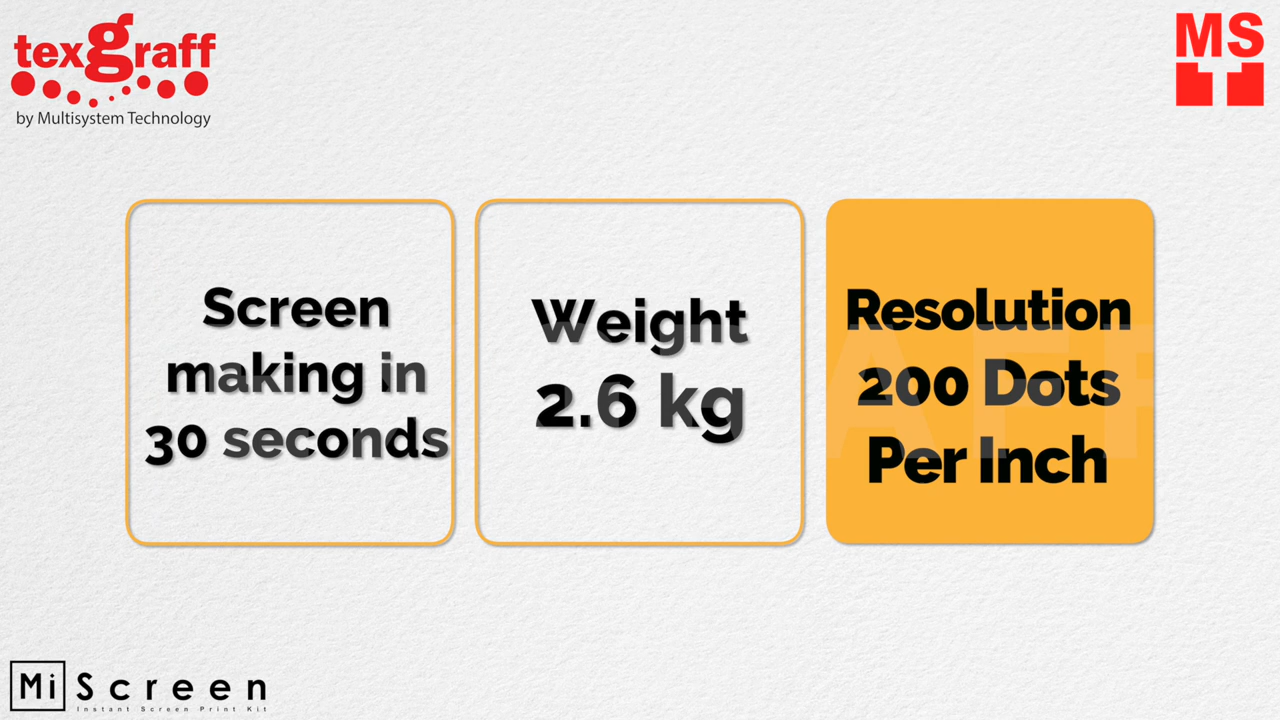 texgraff
by Multisystem Technology
MS
Screen
making in
30 seconds
Weight
2.6 kg
Resolution
200 Dots
Per Inch
Mi Screen
Instant Screen Print Kit